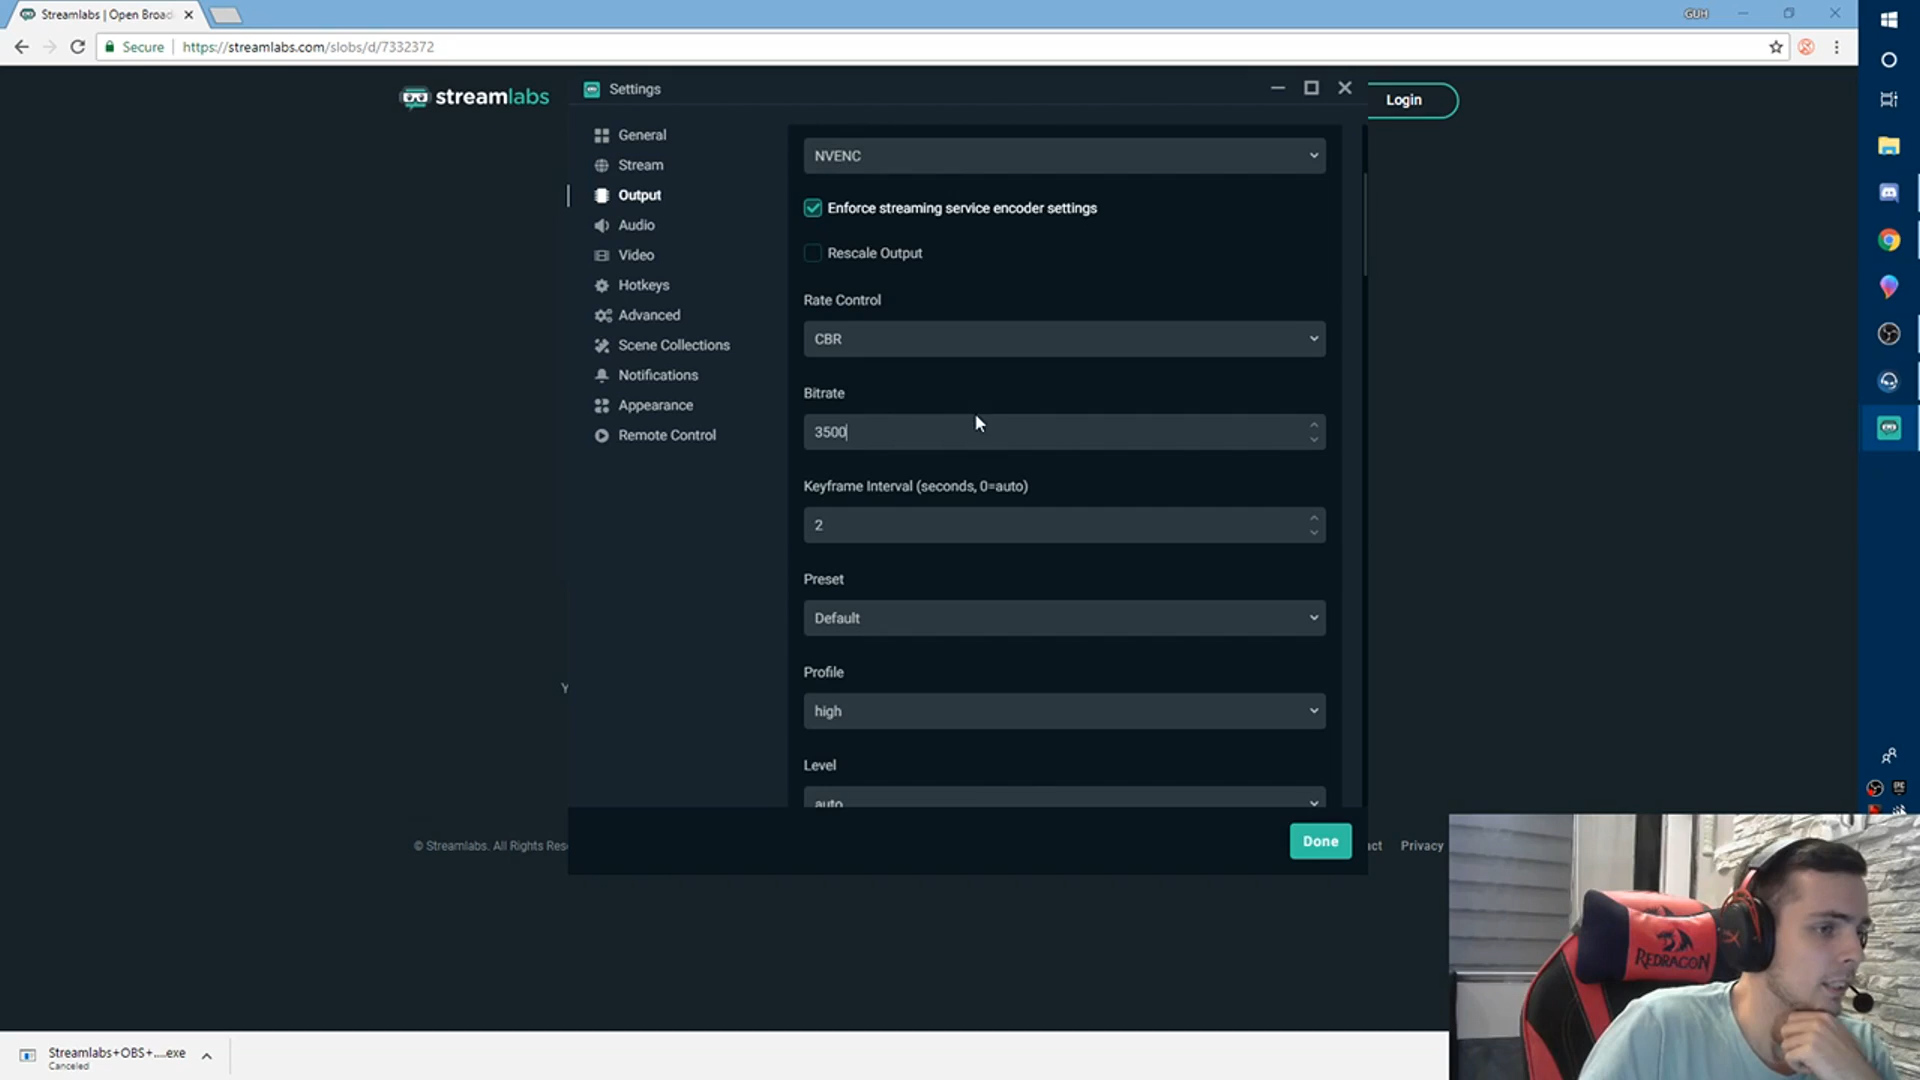 Streamlabs | Open Broad
GUH
Secure
https://streamlabs.com/slobs/d/7332372
streamlabs
Settings
Login
General
Stream
Output
Audio
Video
Hotkeys
Advanced
Scene Collections
Notifications
Appearance
Remote Control
NVENC
Enforce streaming service encoder settings
Rescale Output
Rate Control
CBR
Bitrate
3500
Keyframe Interval (seconds, 0=auto)
2
Preset
Default
Profile
high
Level
auto
Y
Done
© Streamlabs. All Rights Res
ct
Privacy
REDRAGON
Streamlabs+OBS+....exe
Canceled